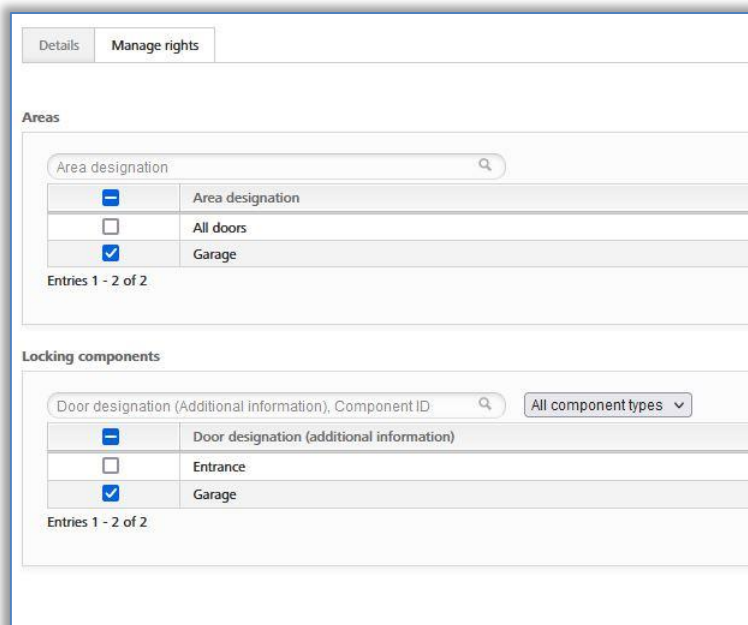 Details Manage rights
Areas
Area designation
Area designation
All doors
Garage
Entries 1 - 2 of 2
Locking components
Door designation (Additional information), Component ID All component types
Door designation (additional information)
Entrance
Garage
Entries 1 - 2 of 2